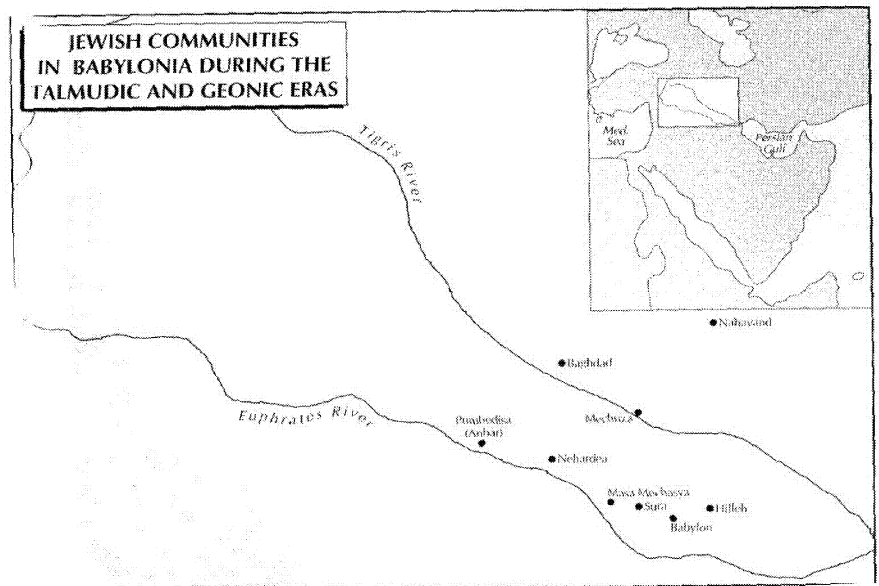 JEWISH COMMUNITIES
IN BABYLONIA DURING THE
TALMUDIC AND GEONIC ERAS
Tigris River
Med.
Sea
Persian
Gulf
Nahavand
Baghdad
Euphrates River
Pumbedisa
(Anbar)
Mechuza
Nehardea
Masa Mechasya
Sura
Hilleh
Babylon